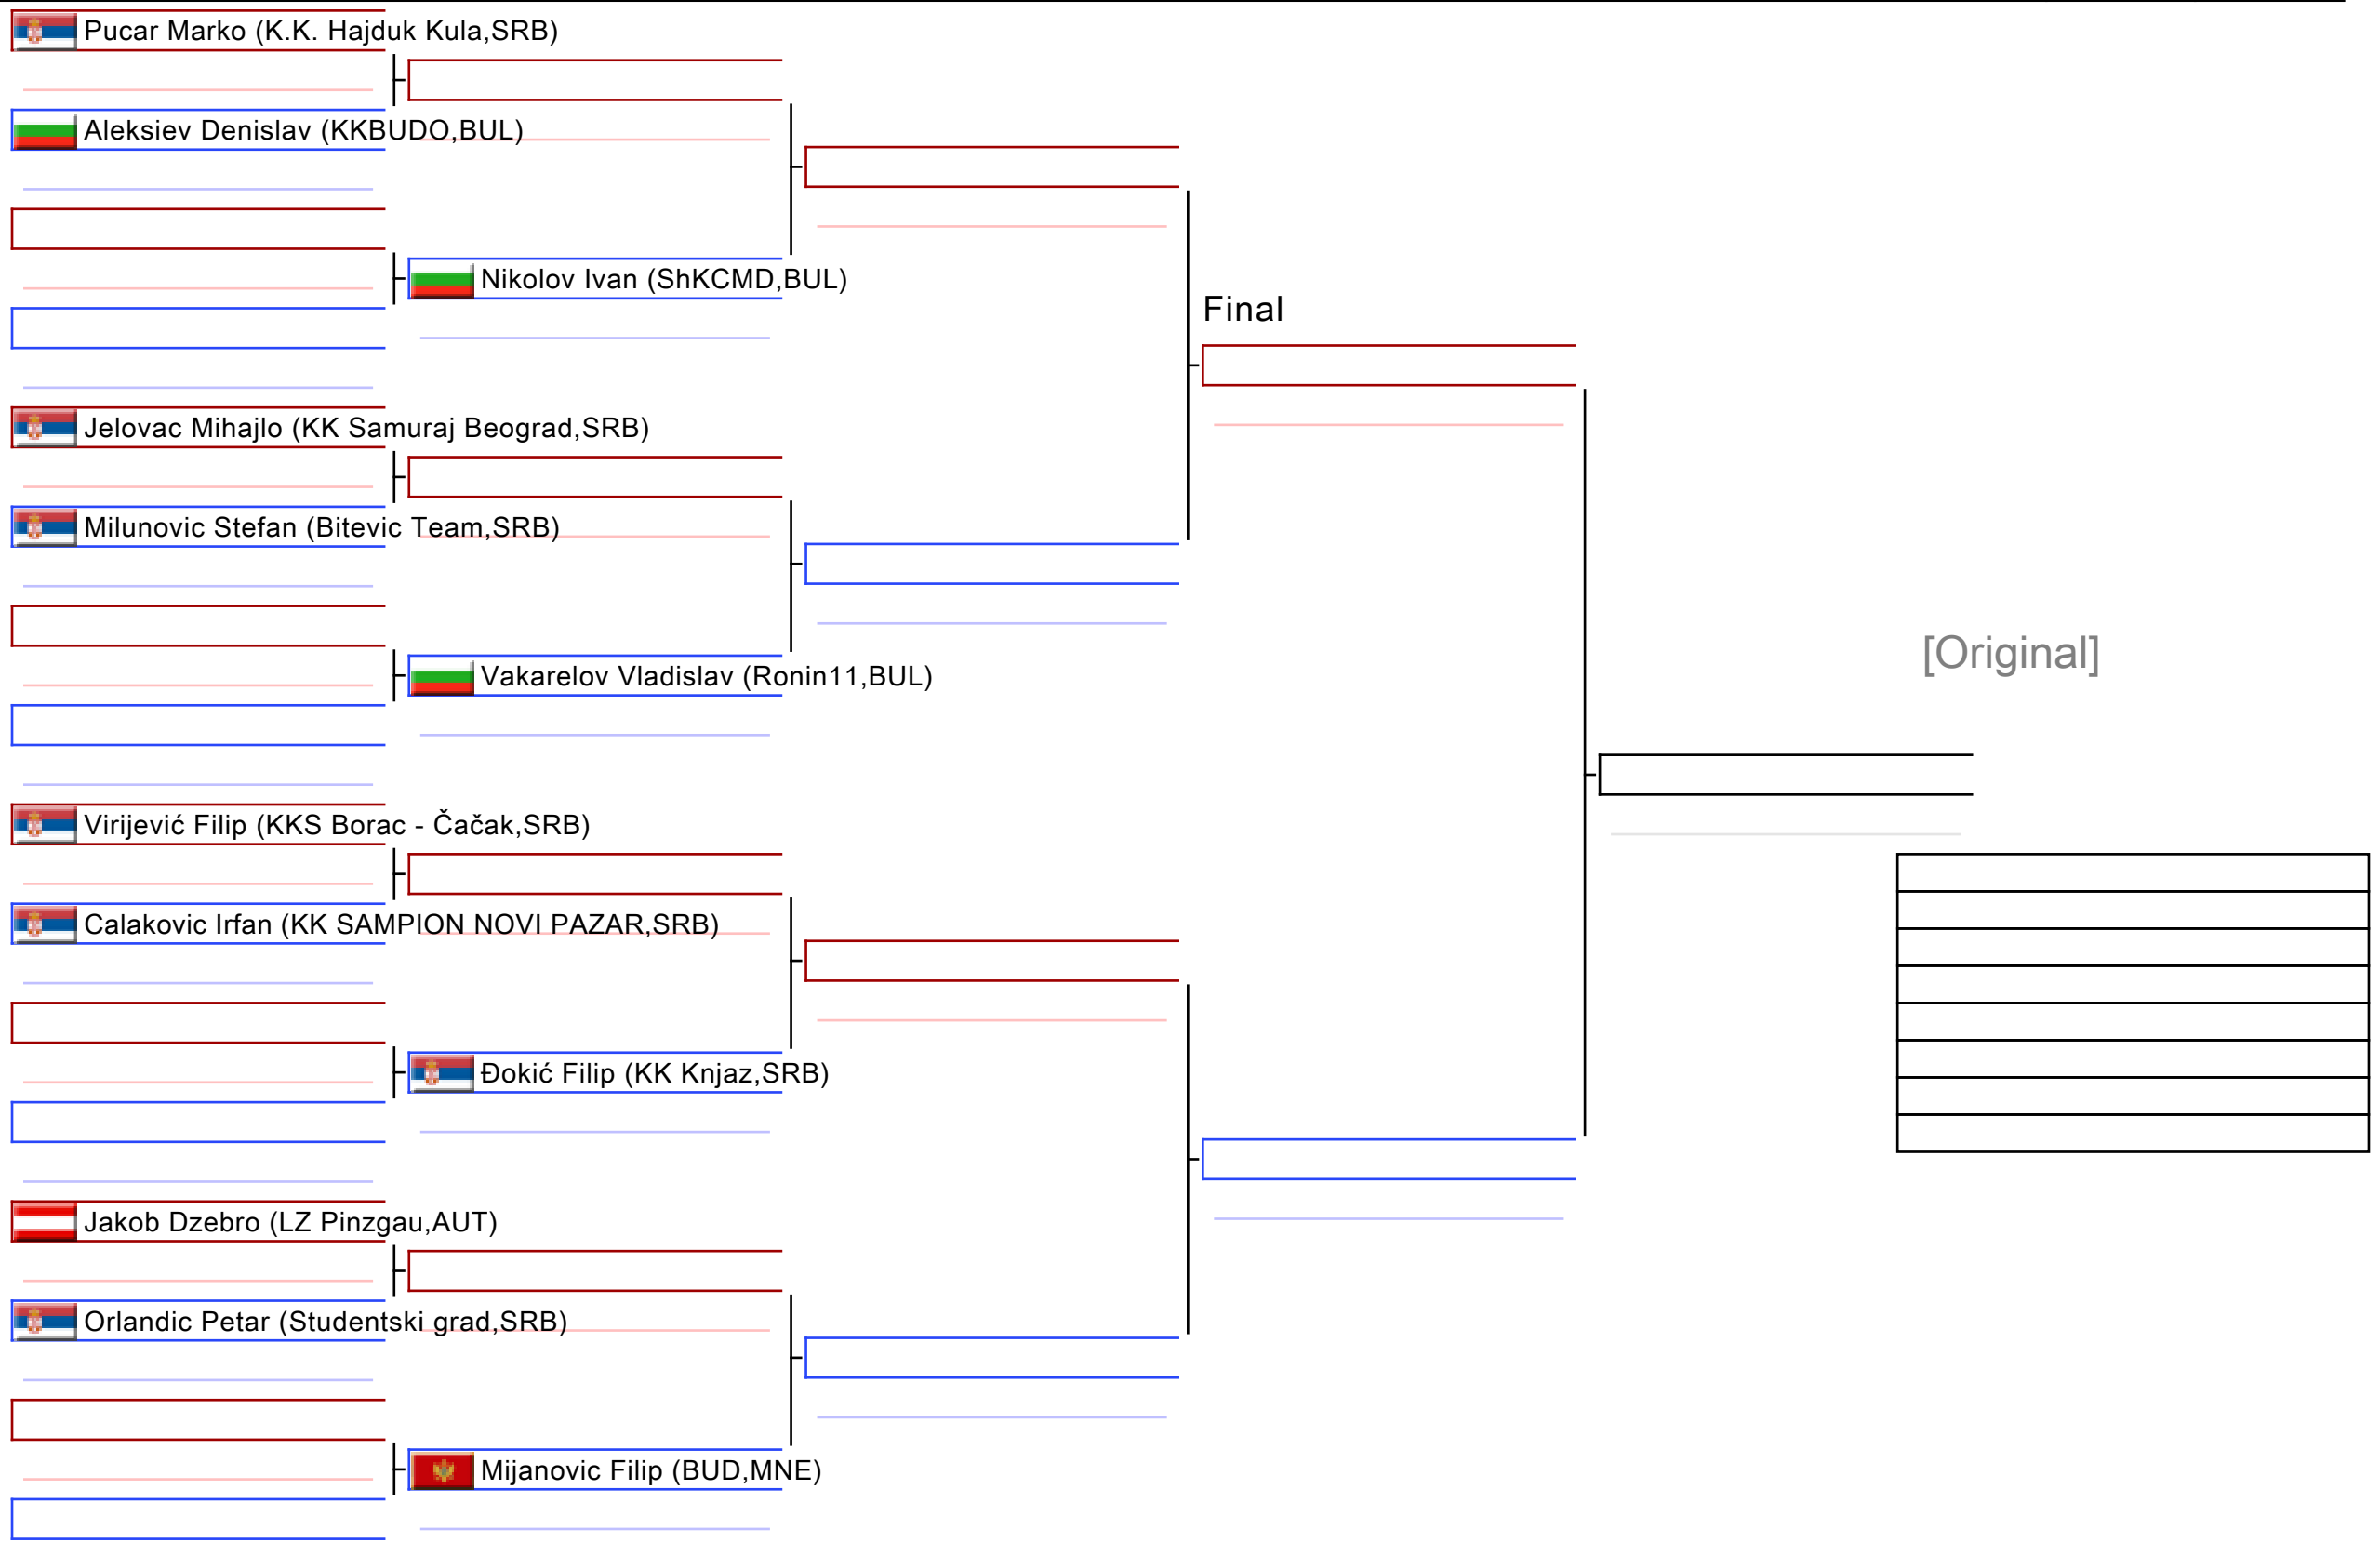 Pucar Marko (K.K. Hajduk Kula,SRB)
Aleksiev Denislav (KKBUDO,BUL)
Nikolov Ivan (ShKCMD,BUL)
Final
Jelovac Mihajlo (KK Samuraj Beograd,SRB)
Milunovic Stefan (Bitevic Team,SRB)
[Original]
Vakarelov Vladislav (Ronin11,BUL)
Virijević Filip (KKS Borac - Čačak,SRB)
Calakovic Irfan (KK SAMPION NOVI PAZAR,SRB)
Đokić Filip (KK Knjaz,SRB)
Jakob Dzebro (LZ Pinzgau,AUT)
Orlandic Petar (Studentski grad,SRB)
Mijanovic Filip (BUD,MNE)